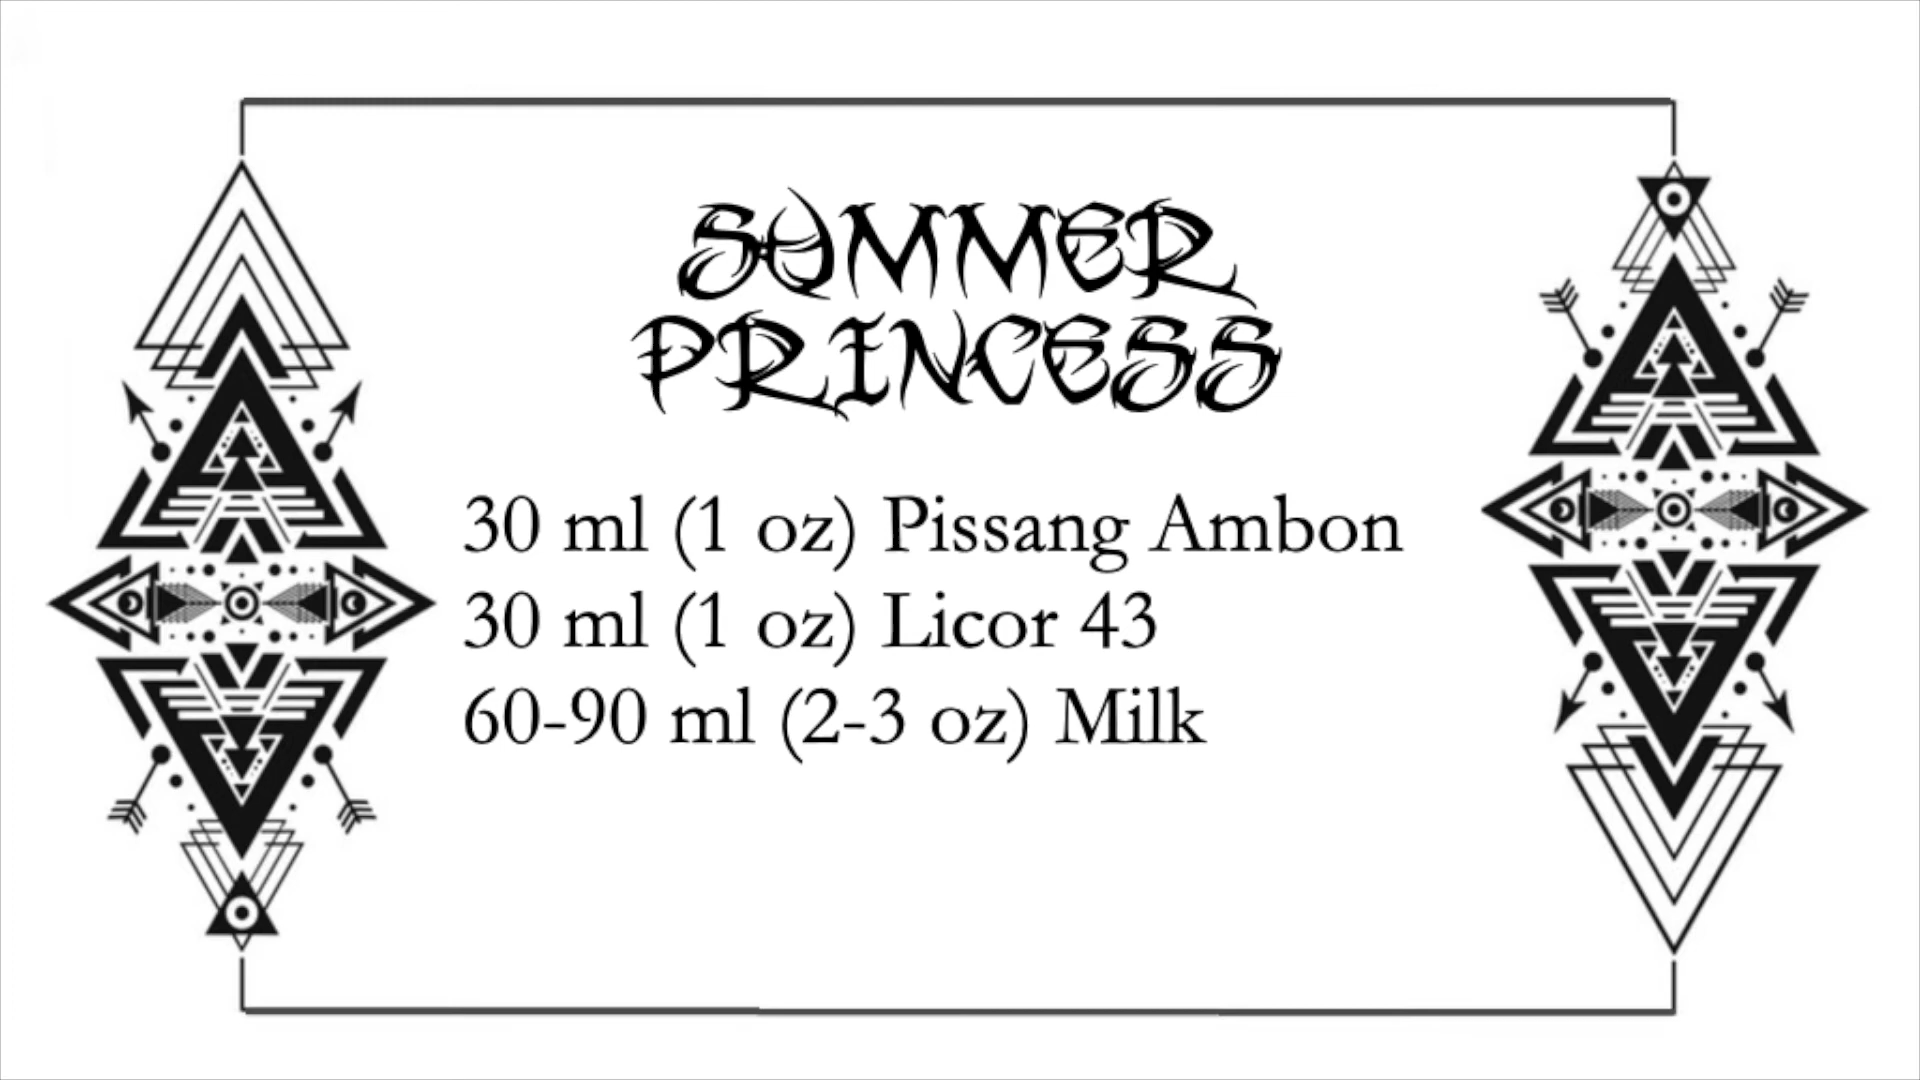 SUMMER
PRINCESS
30 ml (1 oz) Pissang Ambon
30 ml (1 oz) Licor 43
60-90 ml (2-3 oz) Milk